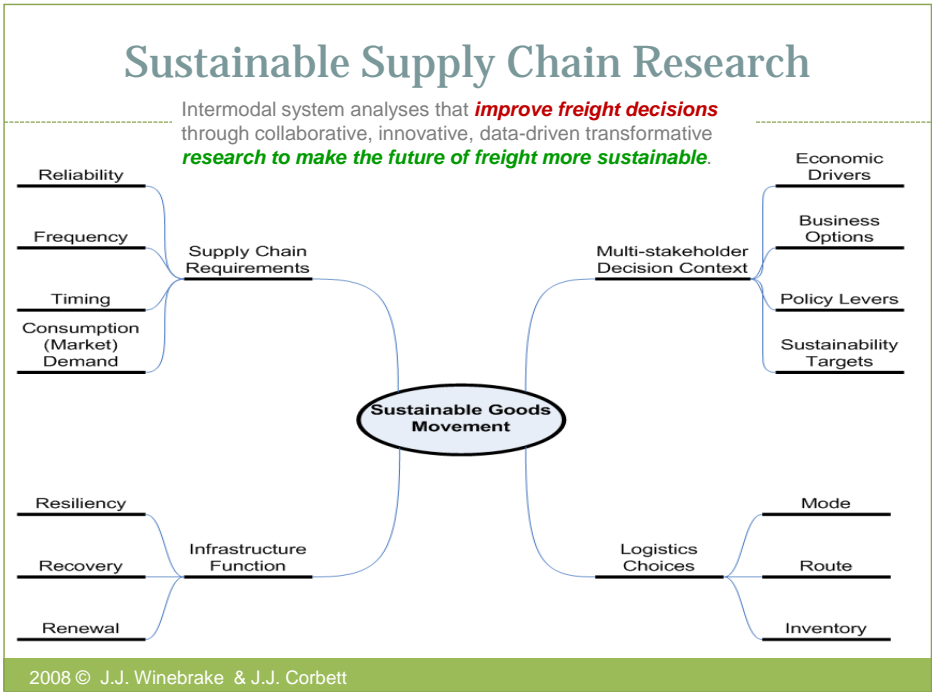 Sustainable Supply Chain Research
Intermodal system analyses that improve freight decisions
through collaborative, innovative, data-driven transformative
research to make the future of freight more sustainable.
Reliability
Frequency
Timing
Consumption
(Market)
Demand
Supply Chain
Requirements
Multi-stakeholder
Decision Context
Economic
Drivers
Business
Options
Policy Levers
Sustainability
Targets
Sustainable Goods
Movement
Resiliency
Recovery
Renewal
Infrastructure
Function
Logistics
Choices
Mode
Route
Inventory
2008 © J.J. Winebrake & J.J. Corbett